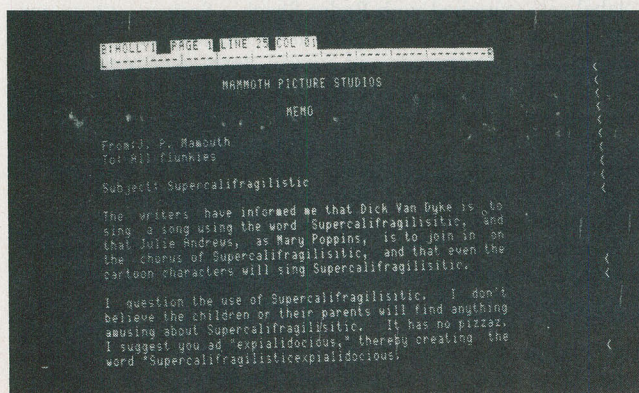 B:HOLLY1 PAGE 1 LINE 25 COL 01
MAMMOTH PICTURE STUDIOS
MEMO
From:J. P. Mamouth
To: All flunkies
Subject: Supercalifragilistic
The writers have informed me that Dick Van Dyke is to
sing a song using the word Supercalifragilisitic, and
that Julie Andrews, as Mary Poppins, is to join in on
the chorus of Supercalifragilisitic, and that even the
cartoon characters will sing Supercalifragilisitic.
I question the use of Supercalifragilisitic. I don't
believe the children or their parents will find anything
amusing about Supercalifragilisitic. It has no pizzaz.
I suggest you ad "expialidocious," thereby creating the
word "Supercalifragilisticexpialidocious.